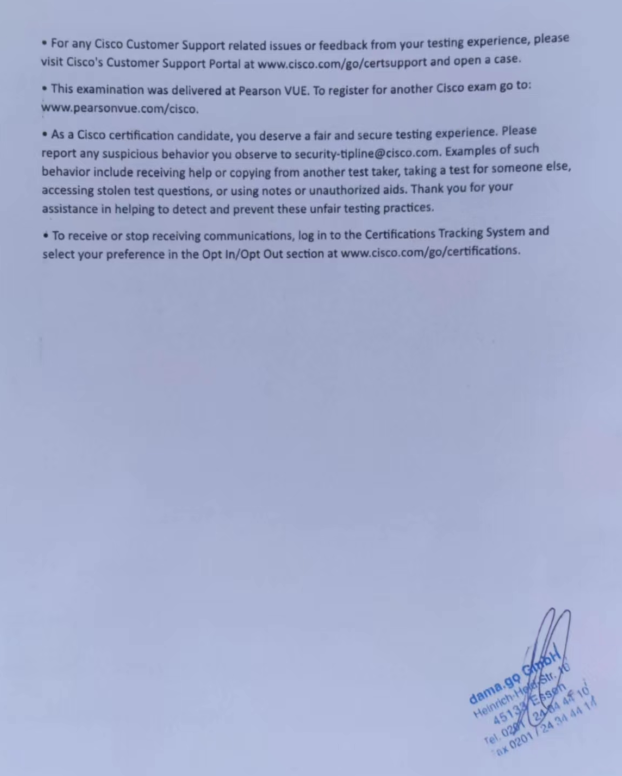 • For any Cisco Customer Support related issues or feedback from your testing experience, please
visit Cisco's Customer Support Portal at www.cisco.com/go/certsupport and open a case.
• This examination was delivered at Pearson VUE. To register for another Cisco exam go to:
www.pearsonvue.com/cisco.
• As a Cisco certification candidate, you deserve a fair and secure testing experience. Please
report any suspicious behavior you observe to security-tipline@cisco.com. Examples of such
behavior include receiving help or copying from another test taker, taking a test for someone else,
accessing stolen test questions, or using notes or unauthorized aids. Thank you for your
assistance in helping to detect and prevent these unfair testing practices.
• To receive or stop receiving communications, log in to the Certifications Tracking System and
select your preference in the Opt In/Opt Out section at www.cisco.com/go/certifications.
dama.go GmbH
Str. 10
Essen
Tel. 0201 / 24 34 44 10
ax 0201 / 24 34 44 14